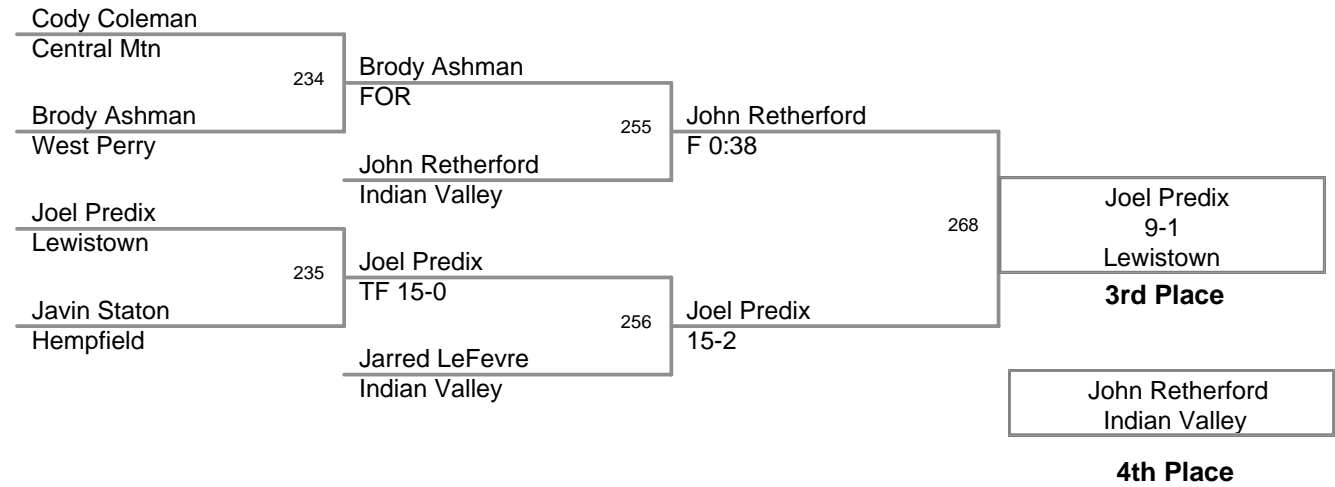 Cody Coleman
Central Mtn
234
Brody Ashman
West Perry
Joel Predix
Lewistown
235
Javin Staton
Hempfield
Brody Ashman
FOR
255
John Retherford
Indian Valley
Joel Predix
TF 15-0
256
Jarred LeFevre
Indian Valley
John Retherford
F 0:38
268
Joel Predix
15-2
Joel Predix
9-1
Lewistown
3rd Place
John Retherford
Indian Valley
4th Place